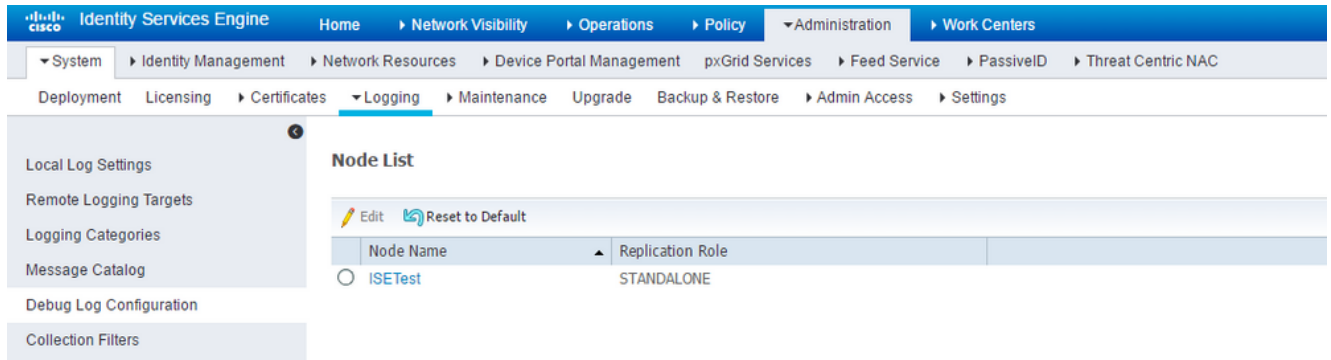 cisco Identity Services Engine Home Network Visibility Operations Policy Administration Work Centers
System Identity Management Network Resources Device Portal Management pxGrid Services Feed Service PassiveID Threat Centric NAC
Deployment Licensing Certificates Logging Maintenance Upgrade Backup & Restore Admin Access Settings
Local Log Settings
Remote Logging Targets
Logging Categories
Message Catalog
Debug Log Configuration
Collection Filters
Node List
Edit Reset to Default
Node Name Replication Role
ISETest STANDALONE